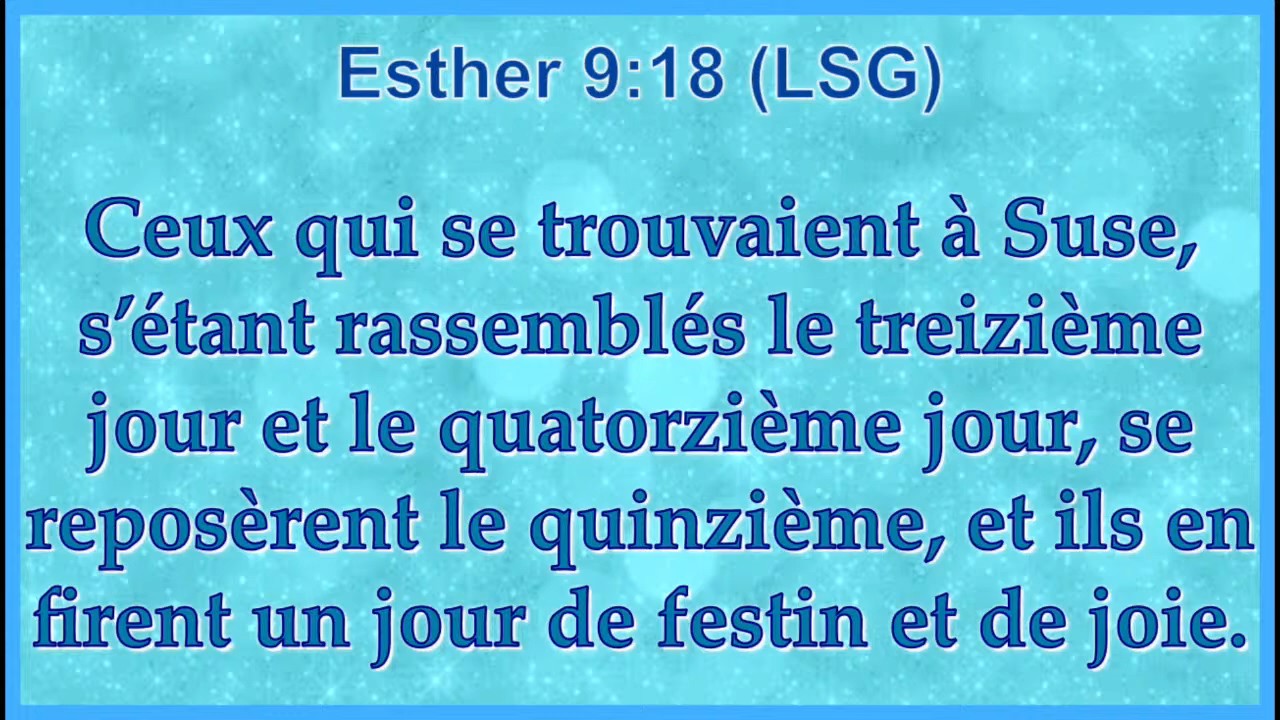 Esther 9:18 (LSG)
Ceux qui se trouvaient à Suse,
s’étant rassemblés le treizième
jour et le quatorzième jour, se
reposèrent le quinzième, et ils en
firent un jour de festin et de joie.